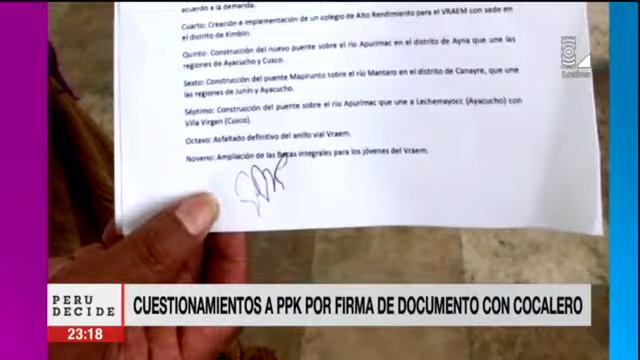 acuerdo a la demanda.
Cuarto: Creación e implementación de un colegio de Alto Rendimiento para el VRAEM con sede en
el distrito de Kimbiri.
Quinto: Construcción del nuevo puente sobre el río Apurimac en el distrito de Ayna que une las
regiones de Ayacucho y Cusco.
Sexto: Construcción del puente Mapirunto sobre el río Mantaro en el distrito de Canayre, que une
las regiones de Junín y Ayacucho.
Séptimo: Construcción del puente sobre el río Apurimac que une a Lechemayocc (Ayacucho) con
Villa Virgen (Cusco).
Octavo: Asfaltado definitivo del anillo vial Vraem.
Noveno: Ampliación de las Becas integrales para los jóvenes del Vraem.
PERU
DECIDE
23:18
CUESTIONAMIENTOS A PPK POR FIRMA DE DOCUMENTO CON COCALERO